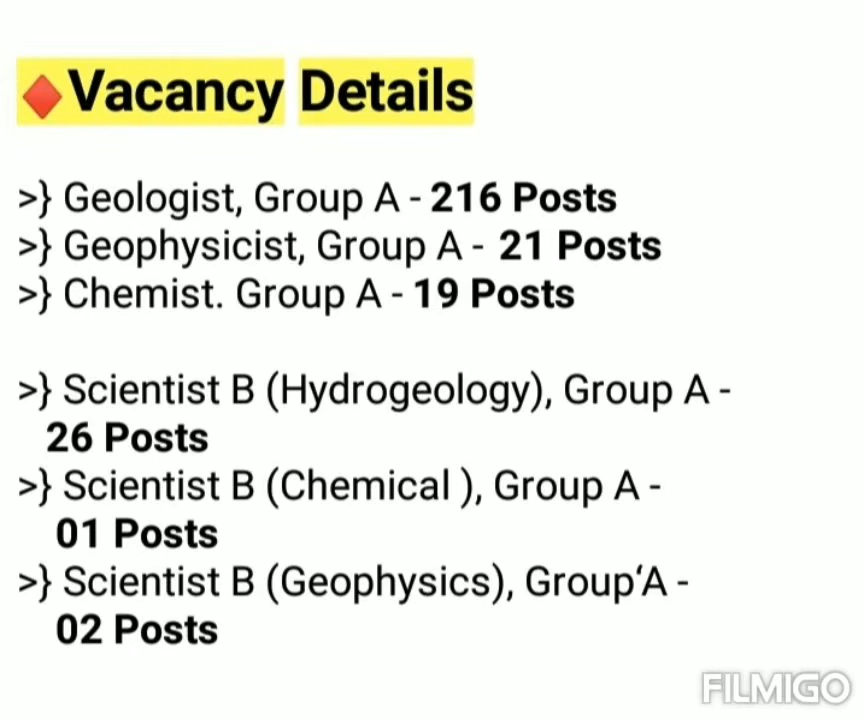 ♦Vacancy Details
>} Geologist, Group A - 216 Posts
>} Geophysicist, Group A - 21 Posts
>} Chemist. Group A - 19 Posts
>} Scientist B (Hydrogeology), Group A -
26 Posts
>} Scientist B (Chemical ), Group A -
01 Posts
>} Scientist B (Geophysics), Group‘A -
02 Posts
FILMIGO